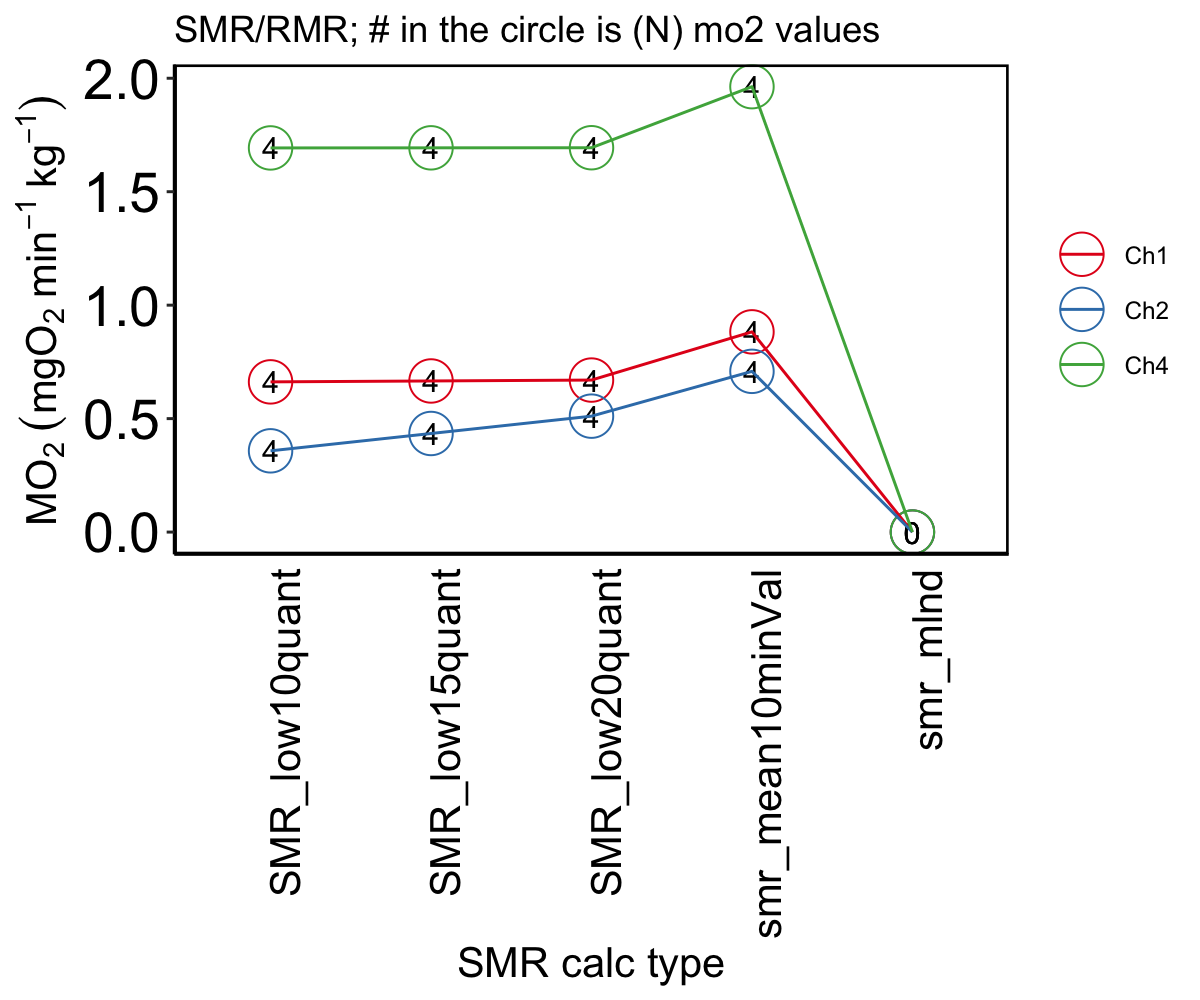 SMR/RMR; # in the circle is (N) mo2 values
MO₂ (mgO₂ min⁻¹ kg⁻¹)
2.0
1.5
1.0
0.5
0.0
4 4 4 4
4 4 4 4
4 4 4 4
0
SMR_low10quant
SMR_low15quant
SMR_low20quant
smr_mean10minVal
smr_mlnd
SMR calc type
Ch1
Ch2
Ch4